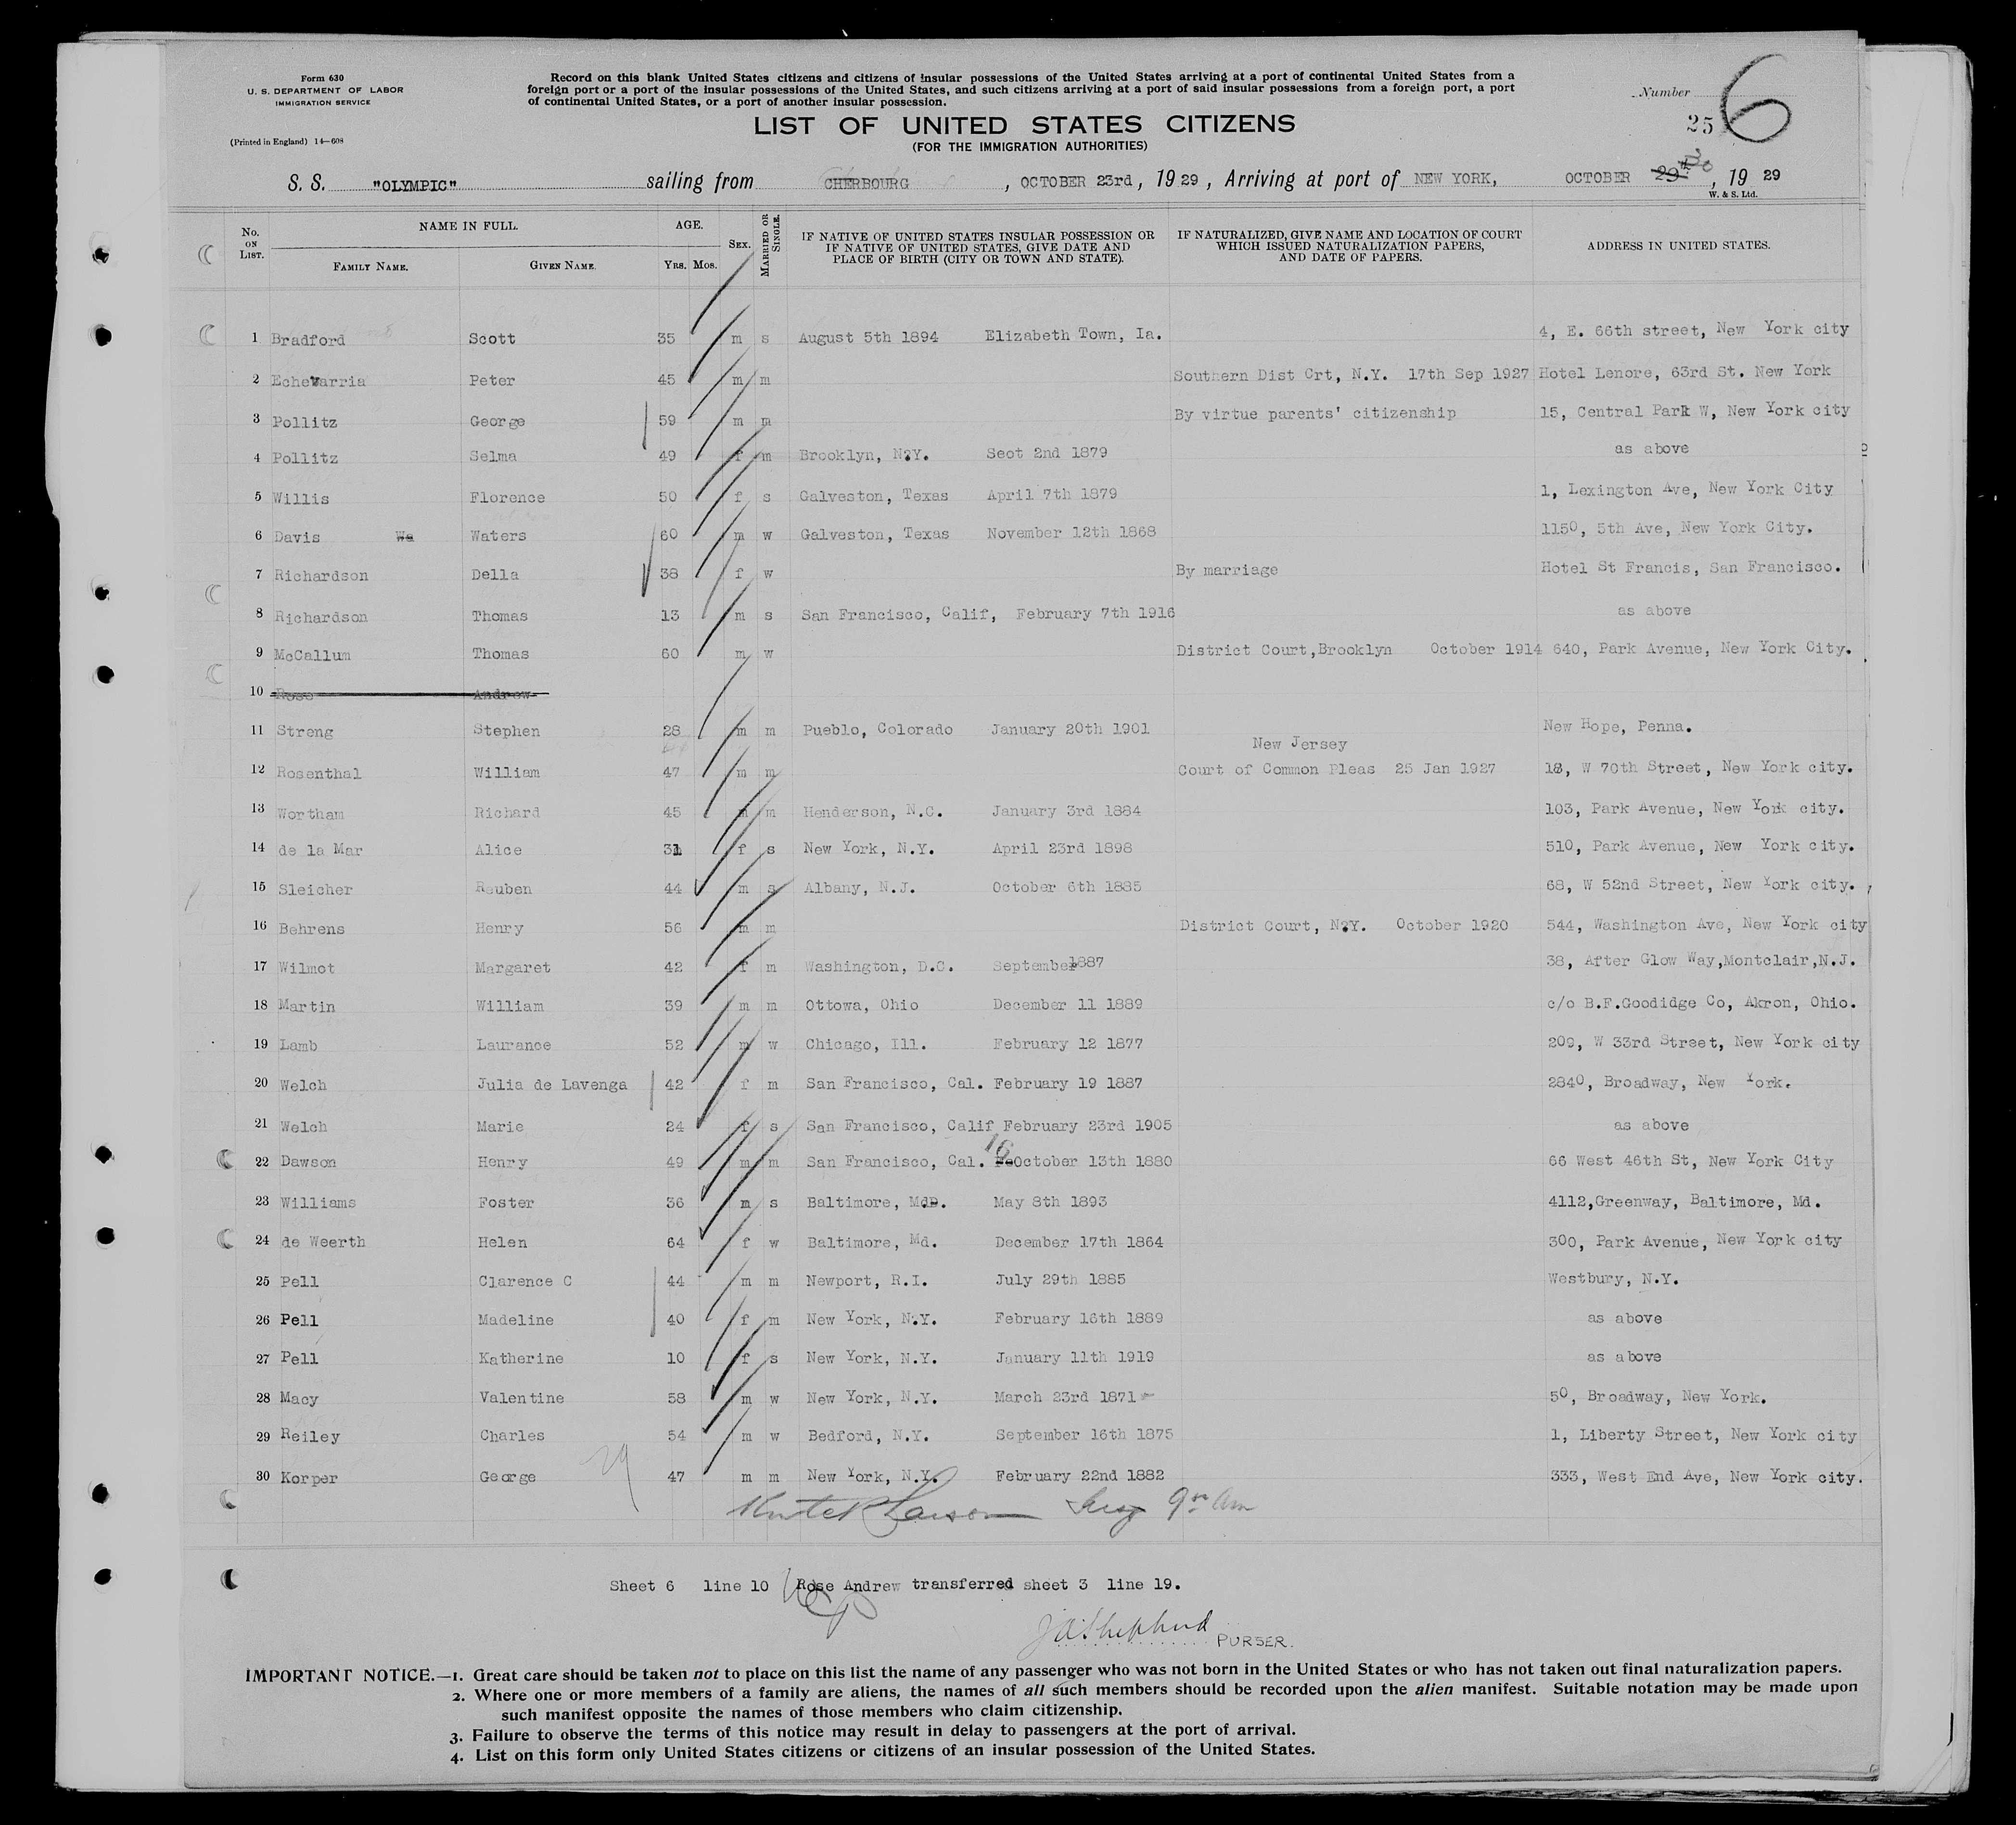 Form 630
U. S. DEPARTMENT OF LABOR
IMMIGRATION SERVICE
(Printed in England) 14—608
Record on this blank United States citizens and citizens of insular possessions of the United States arriving at a port of continental United States from a
foreign port or a port of the insular possessions of the United States, and such citizens arriving at a port of said insular possessions from a foreign port, a port
of continental United States, or a port of another insular possession.
Number
25 6
LIST OF UNITED STATES CITIZENS
(FOR THE IMMIGRATION AUTHORITIES)
S. S. "OLYMPIC" sailing from CHERBOURG, OCTOBER 23rd, 1929, Arriving at port of NEW YORK, OCTOBER 29th, 1929
W. & S. Ltd.
No. ON LIST. NAME IN FULL. FAMILY NAME. GIVEN NAME. AGE. YRS. MOS. SEX. MARRIED OR SINGLE. IF NATIVE OF UNITED STATES INSULAR POSSESSION OR IF NATIVE OF UNITED STATES, GIVE DATE AND PLACE OF BIRTH (CITY OR TOWN AND STATE). IF NATURALIZED, GIVE NAME AND LOCATION OF COURT WHICH ISSUED NATURALIZATION PAPERS, AND DATE OF PAPERS. ADDRESS IN UNITED STATES.
1 Bradford Scott 35 m s August 5th 1894 Elizabeth Town, Ia. 4, E. 66th street, New York city
2 Echevarria Peter 45 m m Southern Dist Crt, N.Y. 17th Sep 1927 Hotel Lenore, 63rd St. New York
3 Pollitz George 59 m m By virtue parents' citizenship 15, Central Park W, New York city
4 Pollitz Selma 49 f m Brooklyn, N.Y. Seot 2nd 1879 as above
5 Willis Florence 50 f s Galveston, Texas April 7th 1879 1, Lexington Ave, New York City
6 Davis Wa Waters 60 m w Galveston, Texas November 12th 1868 1150, 5th Ave, New York City.
7 Richardson Della 38 f w By marriage Hotel St Francis, San Francisco.
8 Richardson Thomas 13 m s San Francisco, Calif, February 7th 1916 as above
9 McCallum Thomas 60 m w District Court,Brooklyn October 1914 640, Park Avenue, New York City.
10 Rose Andrew
11 Streng Stephen 28 m m Pueblo, Colorado January 20th 1901 New Hope, Penna.
New Jersey
12 Rosenthal William 47 m m Court of Common Pleas 25 Jan 1927 18, W 70th Street, New York city.
13 Wortham Richard 45 m m Henderson, N.C. January 3rd 1884 103, Park Avenue, New York city.
14 de la Mar Alice 31 f s New York, N.Y. April 23rd 1898 510, Park Avenue, New York city.
15 Sleicher Reuben 44 m s Albany, N.J. October 6th 1885 68, W 52nd Street, New York city.
16 Behrens Henry 56 m m District Court, N.Y. October 1920 544, Washington Ave, New York city
17 Wilmot Margaret 42 f m Washington, D.C. September 1887 38, After Glow Way,Montclair,N.J.
18 Martin William 39 m m Ottowa, Ohio December 11 1889 c/o B.F.Goodidge Co, Akron, Ohio.
19 Lamb Laurance 52 m w Chicago, Ill. February 12 1877 209, W 33rd Street, New York city
20 Welch Julia de Lavenga 42 f m San Francisco, Cal. February 19 1887 2840, Broadway, New York.
21 Welch Marie 24 f s San Francisco, Calif February 23rd 1905 as above
22 Dawson Henry 49 m m San Francisco, Cal. October 13th 1880 66 West 46th St, New York City
23 Williams Foster 36 m s Baltimore, Md. May 8th 1893 4112,Greenway, Baltimore, Md.
24 de Weerth Helen 64 f w Baltimore, Md. December 17th 1864 300, Park Avenue, New York city
25 Pell Clarence C 44 m m Newport, R.I. July 29th 1885 Westbury, N.Y.
26 Pell Madeline 40 f m New York, N.Y. February 16th 1889 as above
27 Pell Katherine 10 f s New York, N.Y. January 11th 1919 as above
28 Macy Valentine 58 m w New York, N.Y. March 23rd 1871 50, Broadway, New York.
29 Reiley Charles 54 m w Bedford, N.Y. September 16th 1875 1, Liberty Street, New York city
30 Korper George 47 m m New York, N.Y. February 22nd 1882 333, West End Ave, New York city.
29
Larson Insp 9 am
Sheet 6 line 10 Rose Andrew transferred sheet 3 line 19.
J A Shepherd PURSER.
IMPORTANT NOTICE.—1. Great care should be taken not to place on this list the name of any passenger who was not born in the United States or who has not taken out final naturalization papers.
2. Where one or more members of a family are aliens, the names of all such members should be recorded upon the alien manifest. Suitable notation may be made upon
such manifest opposite the names of those members who claim citizenship.
3. Failure to observe the terms of this notice may result in delay to passengers at the port of arrival.
4. List on this form only United States citizens or citizens of an insular possession of the United States.